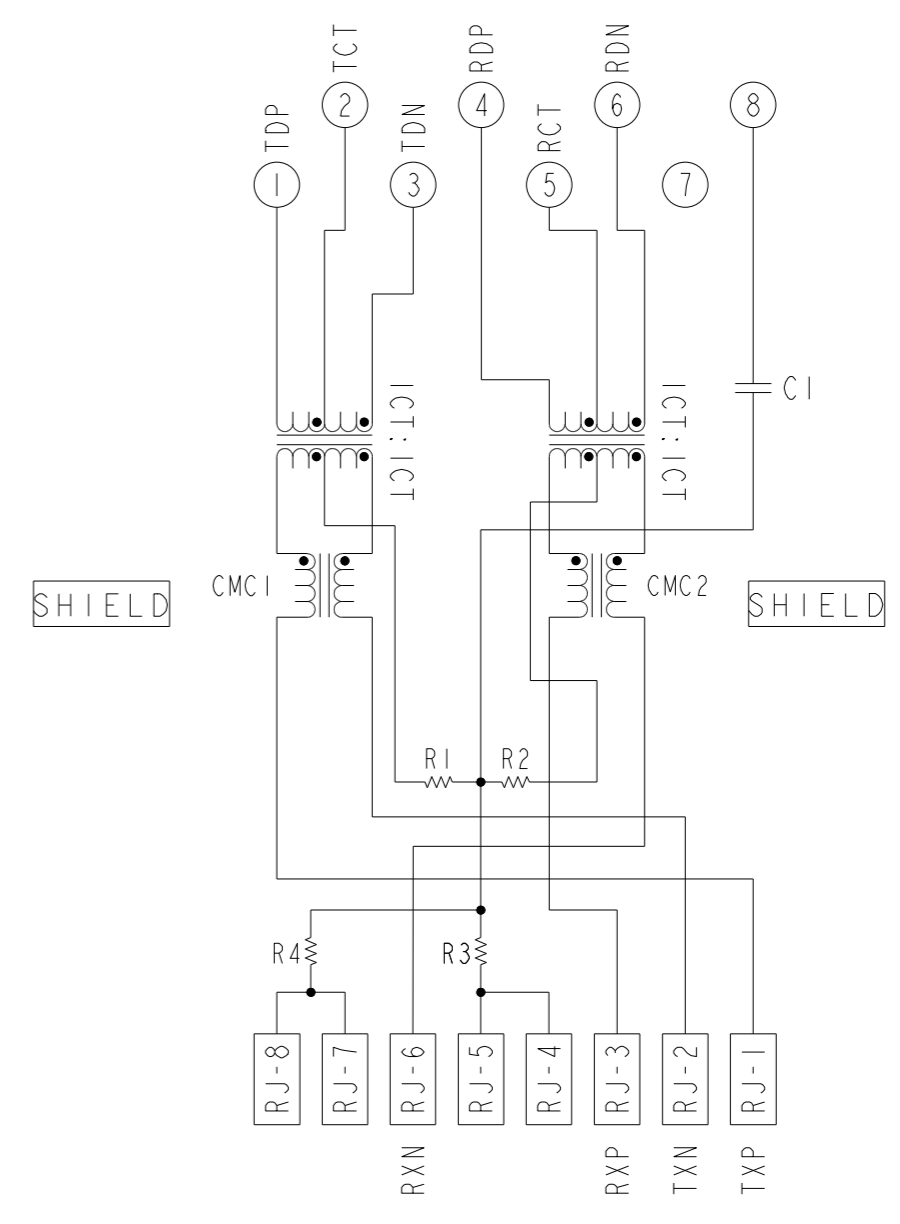 TCT
RDP
RDN
2
4
6
8
TDP
TDN
RCT
1
3
5
7
1CT:1CT
1CT:1CT
C1
CMC1
CMC2
SHIELD
SHIELD
R1
R2
R4
R3
RJ-8
RJ-7
RJ-6
RJ-5
RJ-4
RJ-3
RJ-2
RJ-1
RXN
RXP
TXN
TXP